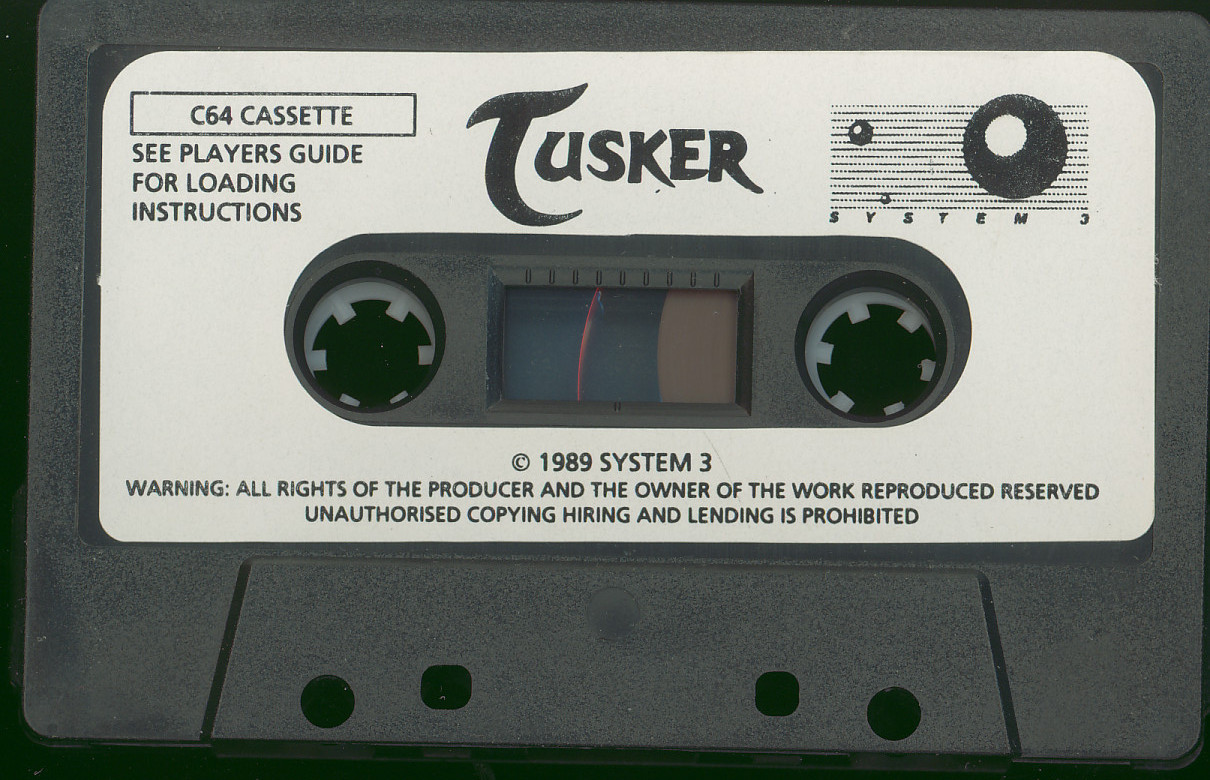 C64 CASSETTE
SEE PLAYERS GUIDE
FOR LOADING
INSTRUCTIONS
TUSKER
SYSTEM 3
© 1989 SYSTEM 3
WARNING: ALL RIGHTS OF THE PRODUCER AND THE OWNER OF THE WORK REPRODUCED RESERVED
UNAUTHORISED COPYING HIRING AND LENDING IS PROHIBITED